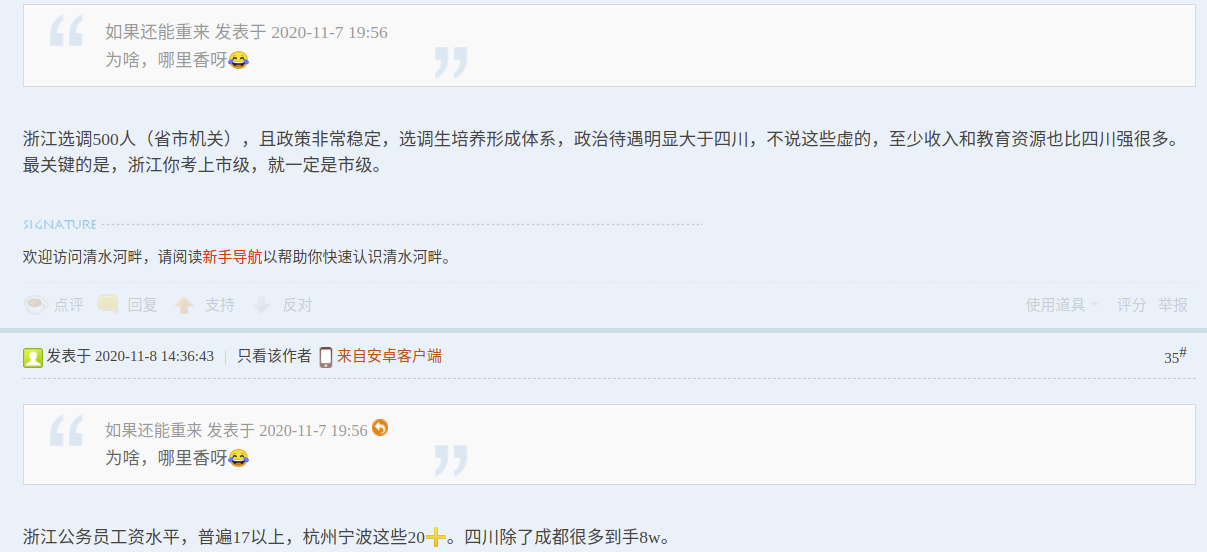 如果还能重来 发表于 2020-11-7 19:56
为啥，哪里香呀😂
浙江选调500人（省市机关），且政策非常稳定，选调生培养形成体系，政治待遇明显大于四川，不说这些虚的，至少收入和教育资源也比四川强很多。
最关键的是，浙江你考上市级，就一定是市级。
SIGNATURE
欢迎访问清水河畔，请阅读新手导航以帮助你快速认识清水河畔。
点评 回复 支持 反对 使用道具 评分 举报
发表于 2020-11-8 14:36:43 | 只看该作者 来自安卓客户端 35#
如果还能重来 发表于 2020-11-7 19:56
为啥，哪里香呀😂
浙江公务员工资水平，普遍17以上，杭州宁波这些20➕。四川除了成都很多到手8w。